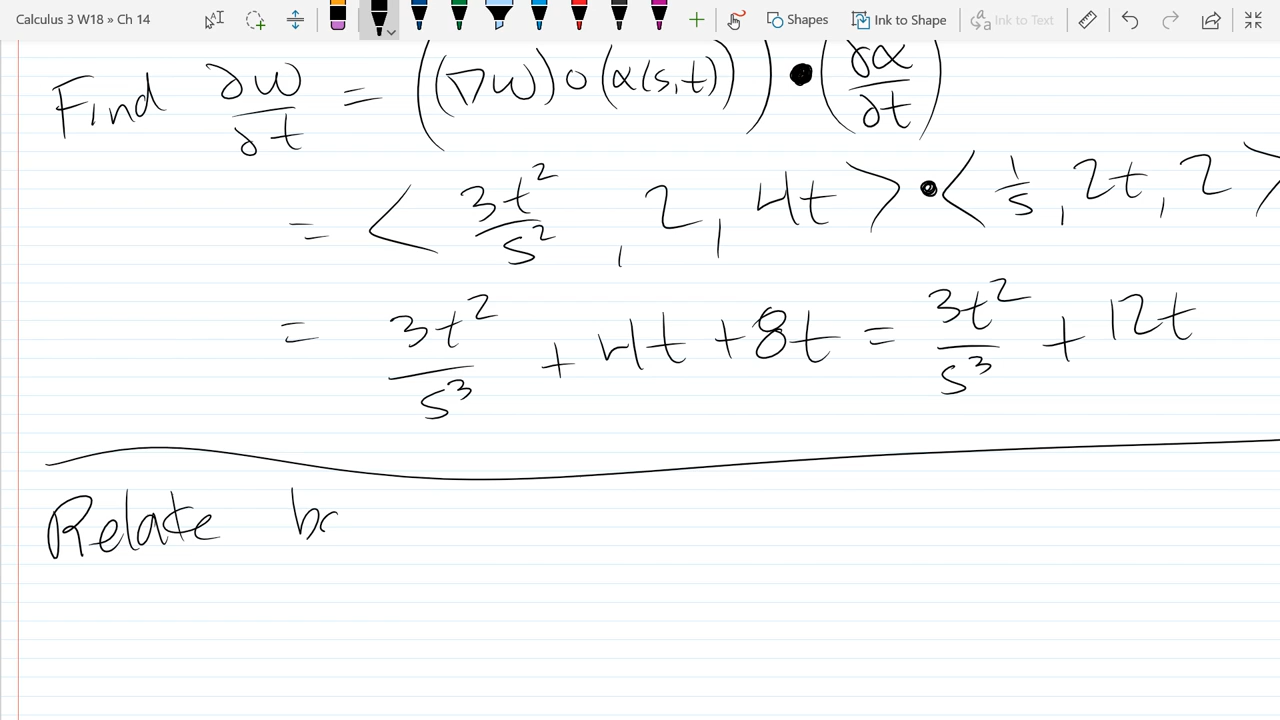 Calculus 3 W18 » Ch 14 Shapes Ink to Shape Ink to Text
Find ∂w/∂t = ((∇w)∘(α(s,t)))•(∂α/∂t)
= <3t²/s², 2, 4t>•<1/s, 2t, 2>
= 3t²/s³ + 4t + 8t = 3t²/s³ + 12t
Relate